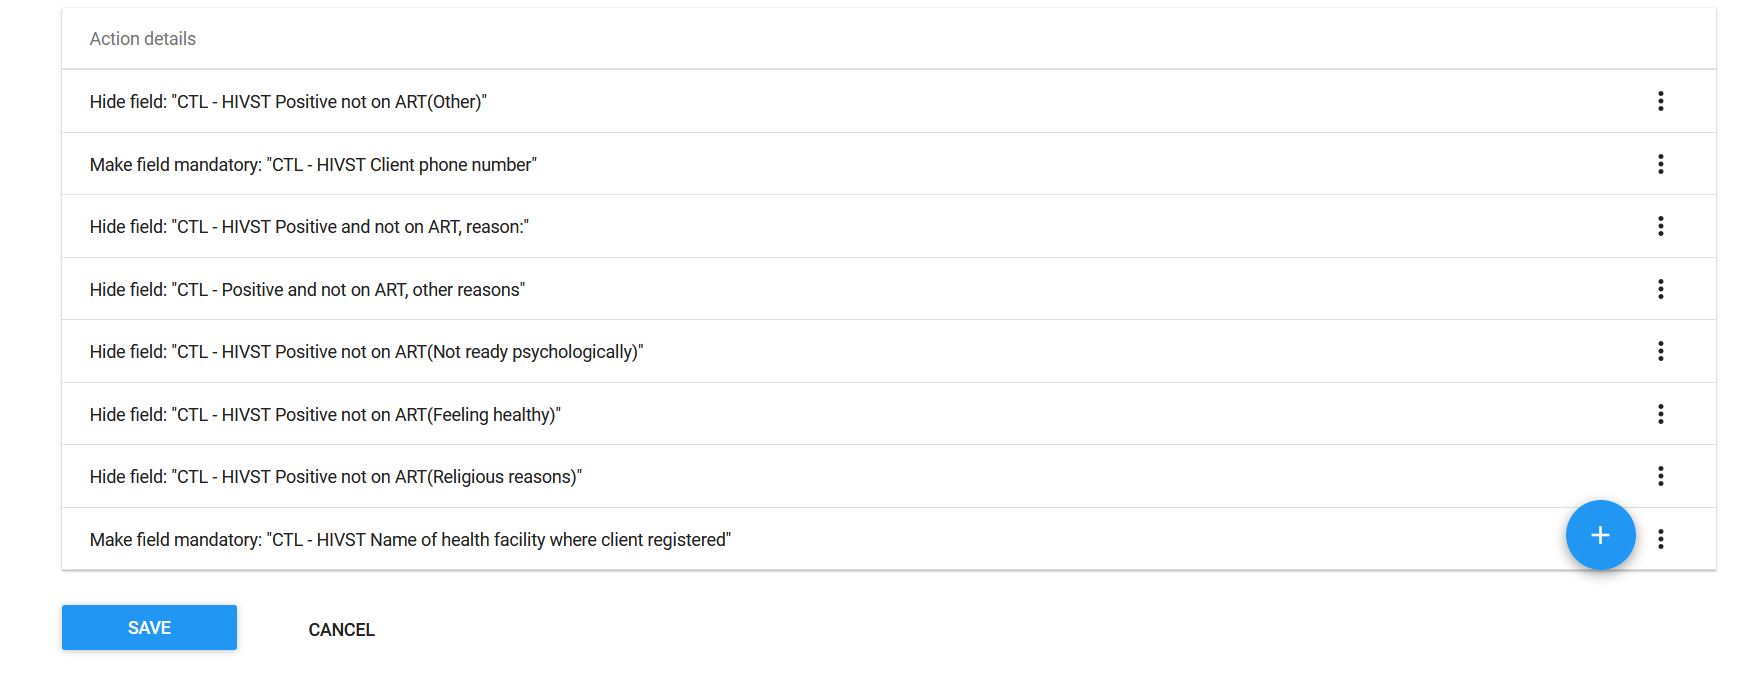 Action details
Hide field: "CTL - HIVST Positive not on ART(Other)"
Make field mandatory: "CTL - HIVST Client phone number"
Hide field: "CTL - HIVST Positive and not on ART, reason:"
Hide field: "CTL - Positive and not on ART, other reasons"
Hide field: "CTL - HIVST Positive not on ART(Not ready psychologically)"
Hide field: "CTL - HIVST Positive not on ART(Feeling healthy)"
Hide field: "CTL - HIVST Positive not on ART(Religious reasons)"
Make field mandatory: "CTL - HIVST Name of health facility where client registered"
SAVE CANCEL